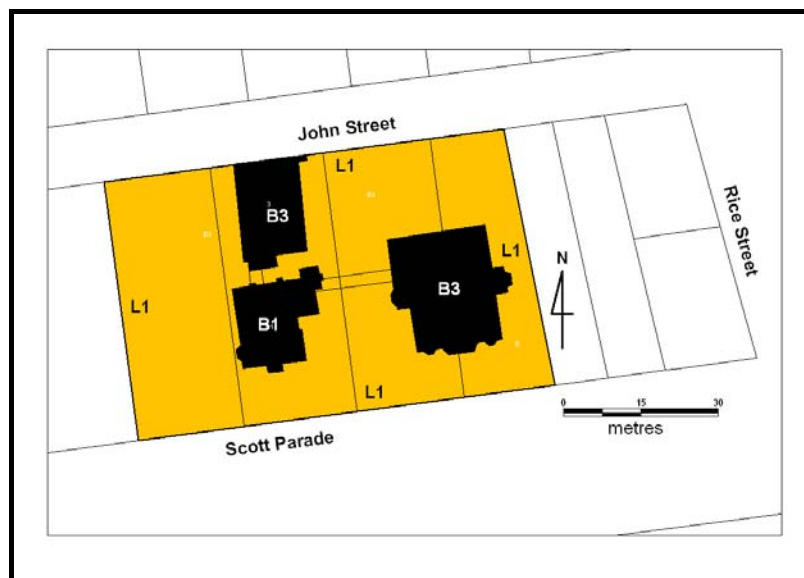 John Street
L1
B3
Rice Street
L1
N
B3
L1
B1
L1
0 15 30
metres
Scott Parade